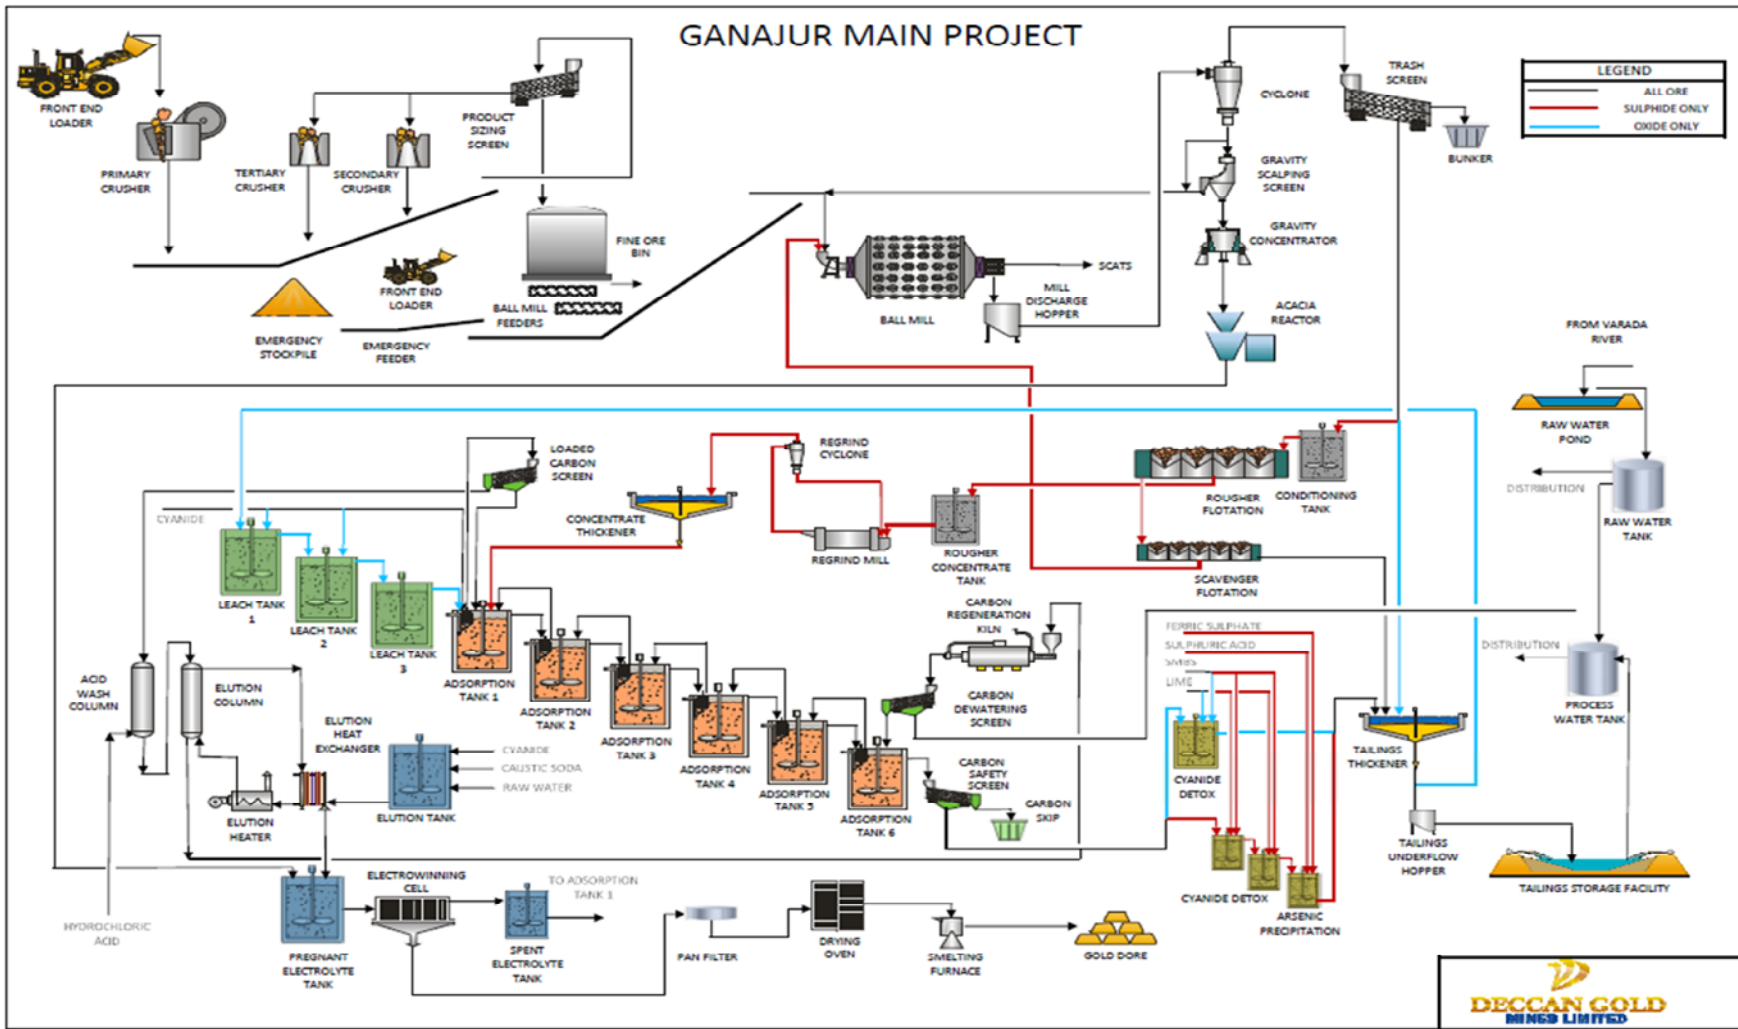 GANAJUR MAIN PROJECT
LEGEND
ALL ORE
SULPHIDE ONLY
OXIDE ONLY
FRONT END
LOADER
PRIMARY
CRUSHER
TERTIARY
CRUSHER
SECONDARY
CRUSHER
PRODUCT
SIZING
SCREEN
CYCLONE
TRASH
SCREEN
BUNKER
GRAVITY
SCALPING
SCREEN
GRAVITY
CONCENTRATOR
FINE ORE
BIN
FRONT END
LOADER
BALL MILL
FEEDERS
EMERGENCY
STOCKPILE
EMERGENCY
FEEDER
BALL MILL
SCATS
MILL
DISCHARGE
HOPPER
ACACIA
REACTOR
FROM VARADA
RIVER
RAW WATER
POND
DISTRIBUTION
RAW WATER
TANK
LOADED
CARBON
SCREEN
CYANIDE
CONCENTRATE
THICKENER
REGRIND
CYCLONE
REGRIND MILL
ROUGHER
CONCENTRATE
TANK
ROUGHER
FLOTATION
CONDITIONING
TANK
SCAVENGER
FLOTATION
LEACH TANK
1
LEACH TANK
2
LEACH TANK
3
ADSORPTION
TANK 1
ADSORPTION
TANK 2
ADSORPTION
TANK 3
ADSORPTION
TANK 4
ADSORPTION
TANK 5
ADSORPTION
TANK 6
CARBON
REGENERATION
KILN
CARBON
DEWATERING
SCREEN
CARBON
SAFETY
SCREEN
CARBON
SKIP
FERRIC SULPHATE
SULPHURIC ACID
SMBS
LIME
DISTRIBUTION
PROCESS
WATER TANK
ACID
WASH
COLUMN
ELUTION
COLUMN
ELUTION
HEAT
EXCHANGER
ELUTION
HEATER
ELUTION TANK
CYANIDE
CAUSTIC SODA
RAW WATER
CYANIDE
DETOX
CYANIDE DETOX
ARSENIC
PRECIPITATION
TAILINGS
THICKENER
TAILINGS
UNDERFLOW
HOPPER
TAILINGS STORAGE FACILITY
HYDROCHLORIC
ACID
PREGNANT
ELECTROLYTE
TANK
ELECTROWINNING
CELL
SPENT
ELECTROLYTE
TANK
TO ADSORPTION
TANK 1
PAN FILTER
DRYING
OVEN
SMELTING
FURNACE
GOLD DORE
DECCAN GOLD
MINES LIMITED